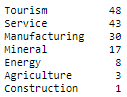 Tourism 48
Service 43
Manufacturing 30
Mineral 17
Energy 8
Agriculture 3
Construction 1